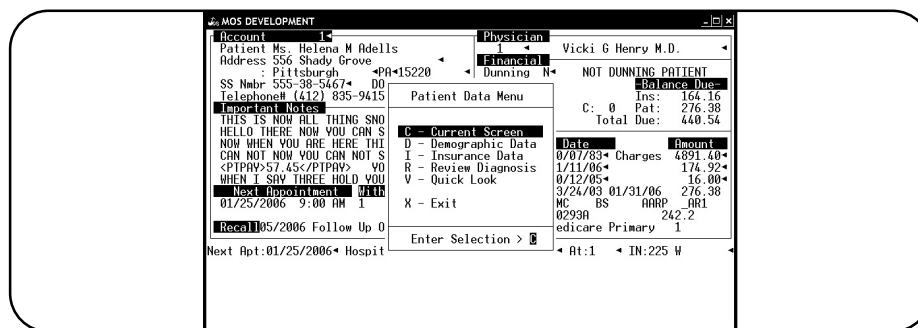 MOS DEVELOPMENT
Account 1 Physician
Patient Ms. Helena M Adells 1 Vicki G Henry M.D.
Address 556 Shady Grove Financial
: Pittsburgh PA 15220 Dunning N NOT DUNNING PATIENT
SS Nmbr 555-38-5467 DO -Balance Due-
Telephone# (412) 835-9415 Patient Data Menu Ins: 164.16
Important Notes C: 0 Pat: 276.38
THIS IS NOW ALL THING SNO Total Due: 440.54
HELLO THERE NOW YOU CAN S C - Current Screen
NOW WHEN YOU ARE HERE THI D - Demographic Data Date Amount
CAN NOT NOW YOU CAN NOT S I - Insurance Data 0/07/83 Charges 4891.40
<PTPAY>57.45</PTPAY> YO R - Review Diagnosis 1/11/06 174.92
WHEN I SAY THREE HOLD YOU V - Quick Look 0/12/05 16.00
Next Appointment With 3/24/03 01/31/06 276.38
01/25/2006 9:00 AM 1 X - Exit MC BS AARP _AR1
0293A 242.2
Recall 05/2006 Follow Up O edicare Primary 1
Enter Selection > C
Next Apt:01/25/2006 Hospit At:1 IN:225 W